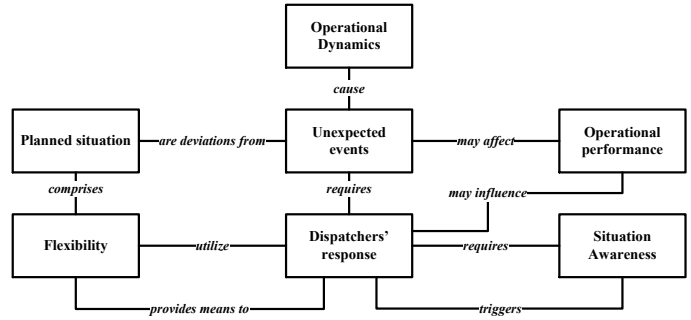 Operational
Dynamics
cause
Planned situation
are deviations from
Unexpected
events
may affect
Operational
performance
comprises
requires
may influence
Flexibility
utilize
Dispatchers'
response
requires
Situation
Awareness
provides means to
triggers